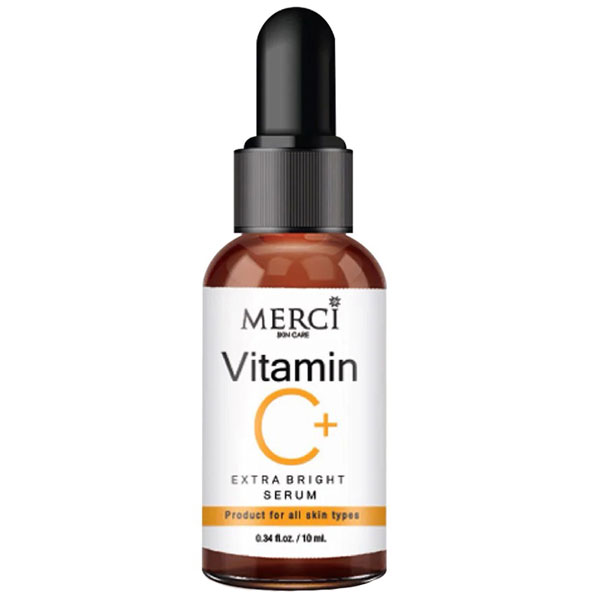 MERCI
SKIN CARE
Vitamin
C+
EXTRA BRIGHT
SERUM
Product for all skin types
0.34 fl.oz. / 10 ml.